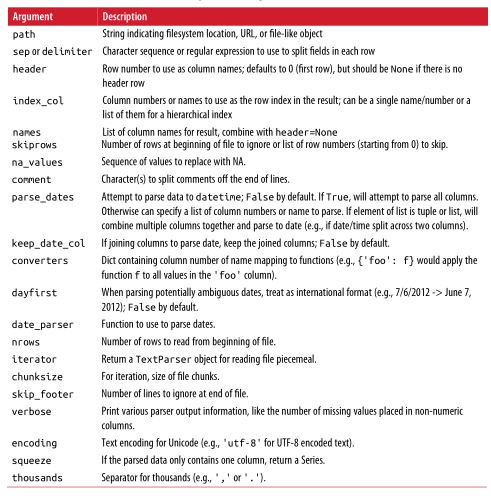 Argument Description
path String indicating filesystem location, URL, or file-like object
sep or delimiter Character sequence or regular expression to use to split fields in each row
header Row number to use as column names; defaults to 0 (first row), but should be None if there is no
header row
index_col Column numbers or names to use as the row index in the result; can be a single name/number or a
list of them for a hierarchical index
names List of column names for result, combine with header=None
skiprows Number of rows at beginning of file to ignore or list of row numbers (starting from 0) to skip.
na_values Sequence of values to replace with NA.
comment Character(s) to split comments off the end of lines.
parse_dates Attempt to parse data to datetime; False by default. If True, will attempt to parse all columns.
Otherwise can specify a list of column numbers or name to parse. If element of list is tuple or list, will
combine multiple columns together and parse to date (e.g., if date/time split across two columns).
keep_date_col If joining columns to parse date, keep the joined columns; False by default.
converters Dict containing column number of name mapping to functions (e.g., {'foo': f} would apply the
function f to all values in the 'foo' column).
dayfirst When parsing potentially ambiguous dates, treat as international format (e.g., 7/6/2012 -> June 7,
2012); False by default.
date_parser Function to use to parse dates.
nrows Number of rows to read from beginning of file.
iterator Return a TextParser object for reading file piecemeal.
chunksize For iteration, size of file chunks.
skip_footer Number of lines to ignore at end of file.
verbose Print various parser output information, like the number of missing values placed in non-numeric
columns.
encoding Text encoding for Unicode (e.g., 'utf-8' for UTF-8 encoded text).
squeeze If the parsed data only contains one column, return a Series.
thousands Separator for thousands (e.g., ',' or '.').